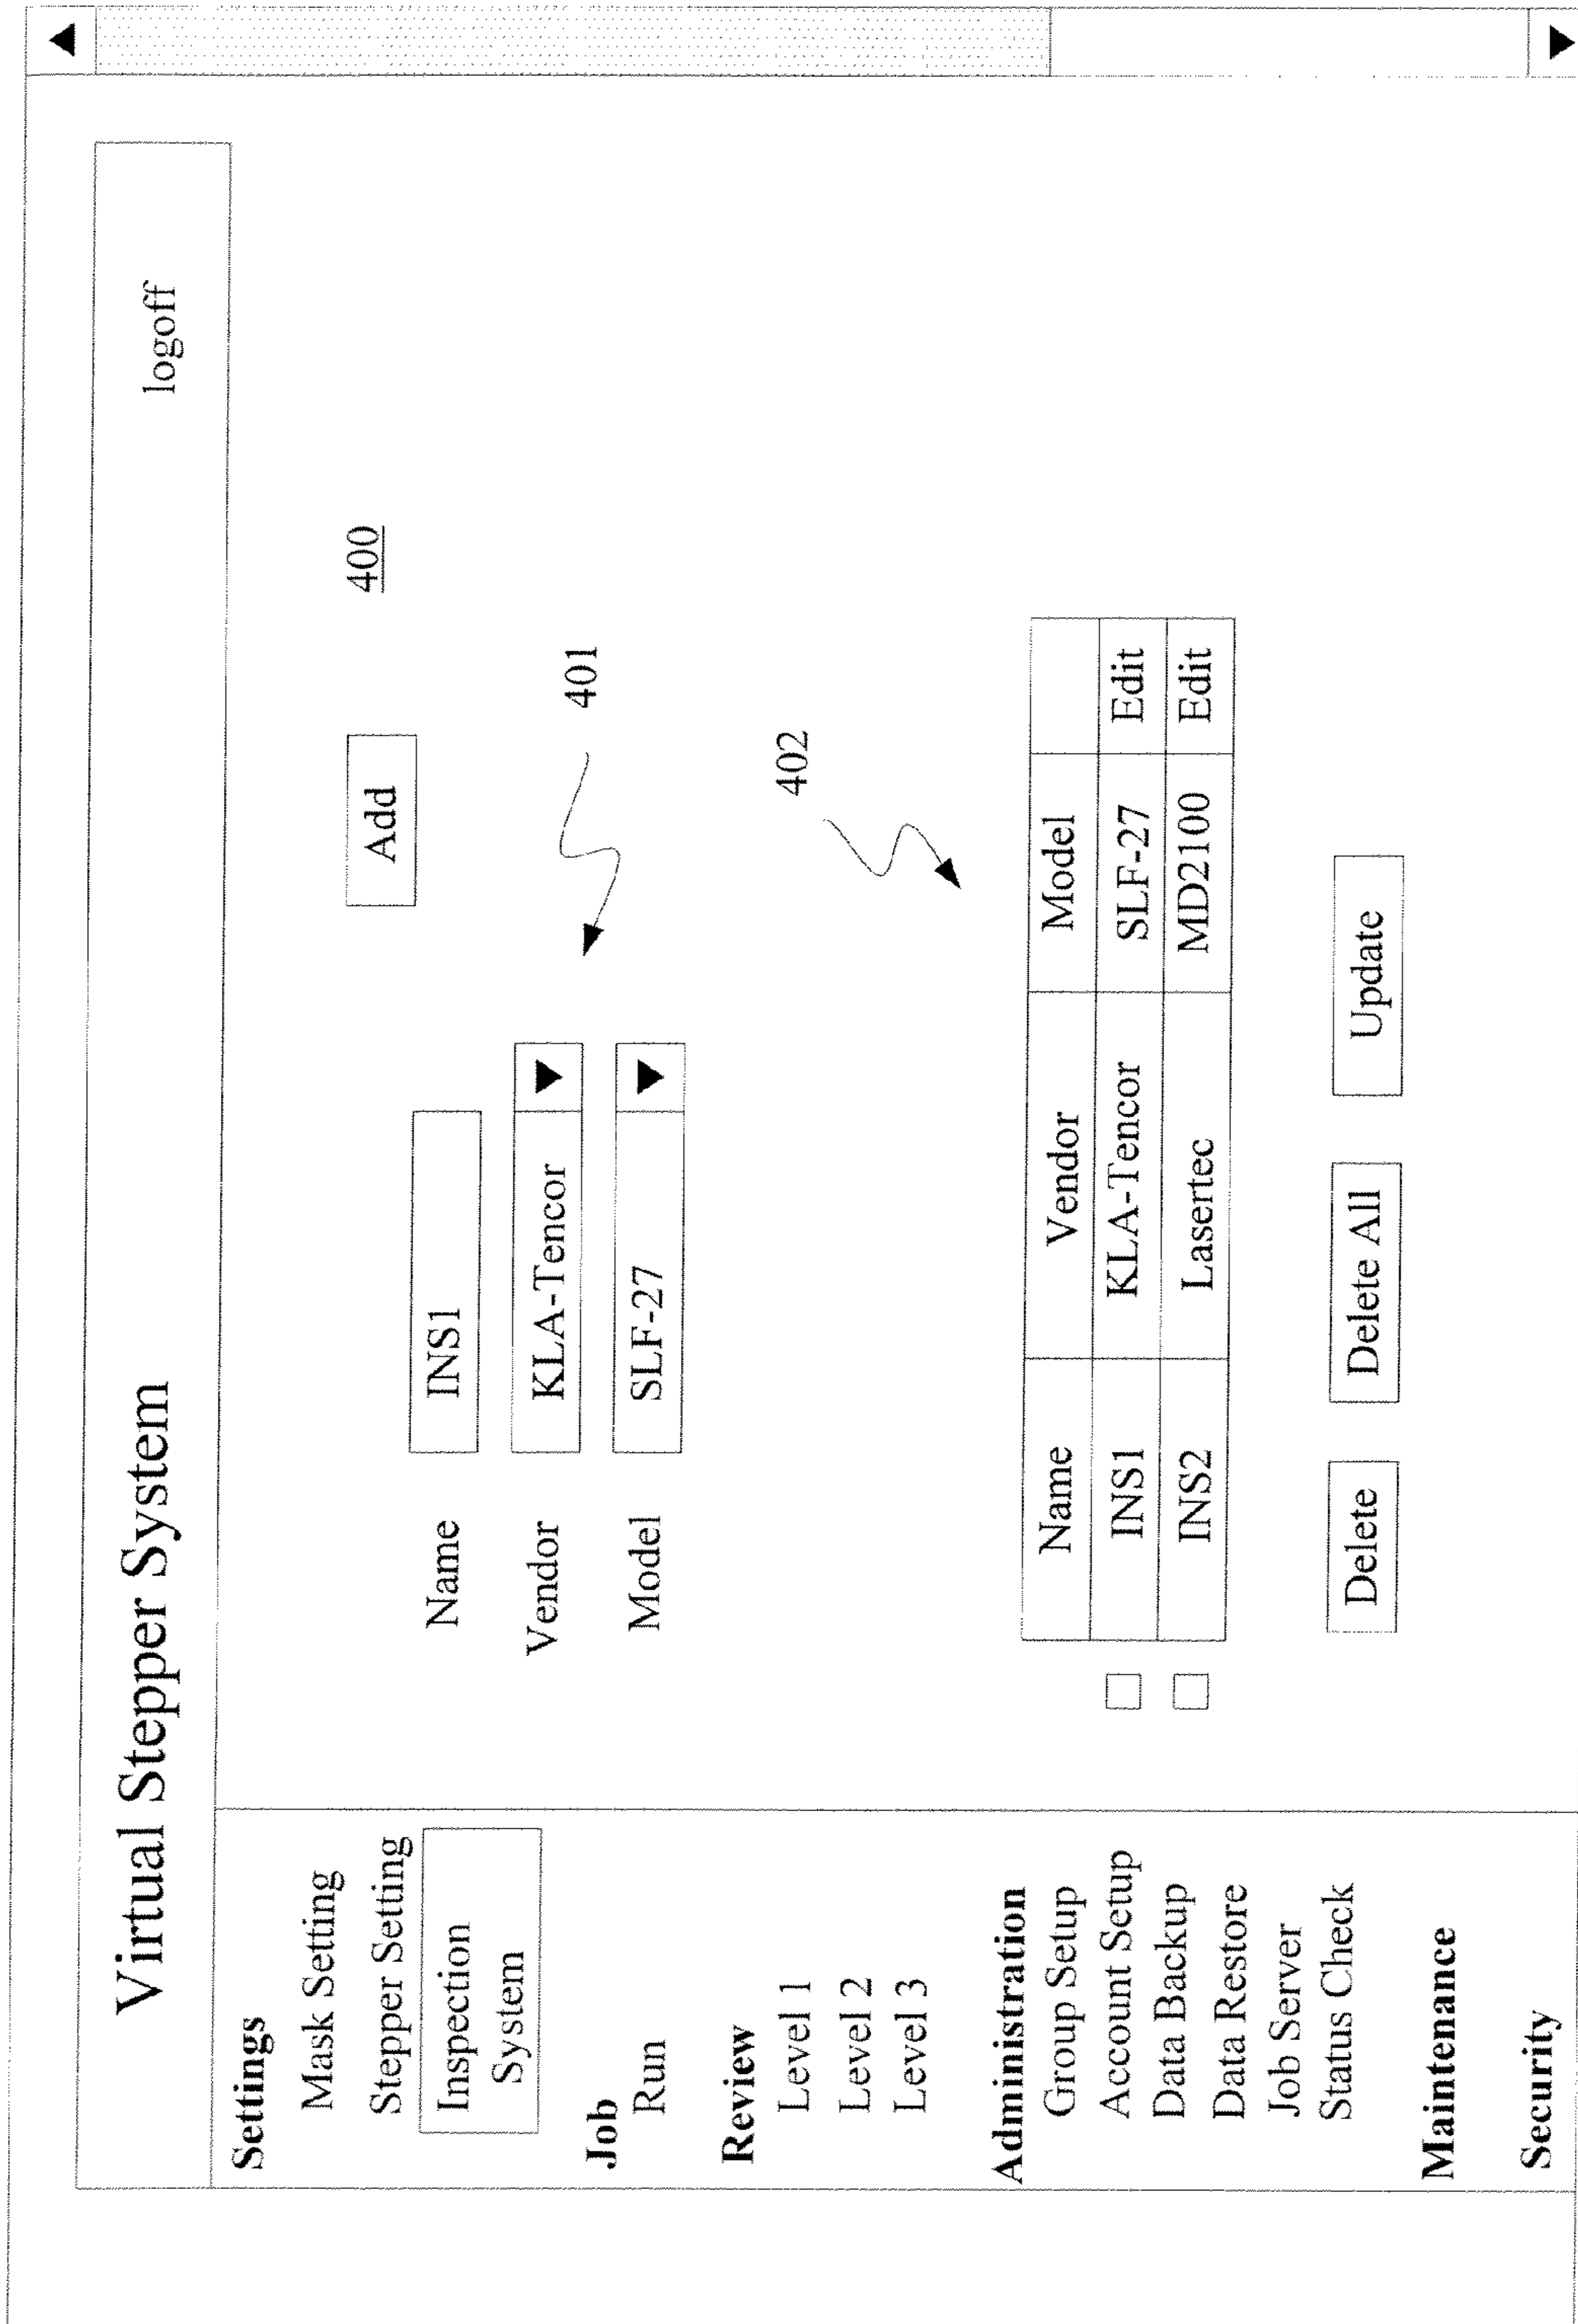 Virtual Stepper System
logoff
Settings
Mask Setting
Stepper Setting
Inspection
System
Job
Run
Review
Level 1
Level 2
Level 3
Administration
Group Setup
Account Setup
Data Backup
Data Restore
Job Server
Status Check
Maintenance
Security
400
Add
Name INS1
Vendor KLA-Tencor
Model SLF-27
401
402
Name Vendor Model
INS1 KLA-Tencor SLF-27 Edit
INS2 Lasertec MD2100 Edit
Delete Delete All Update